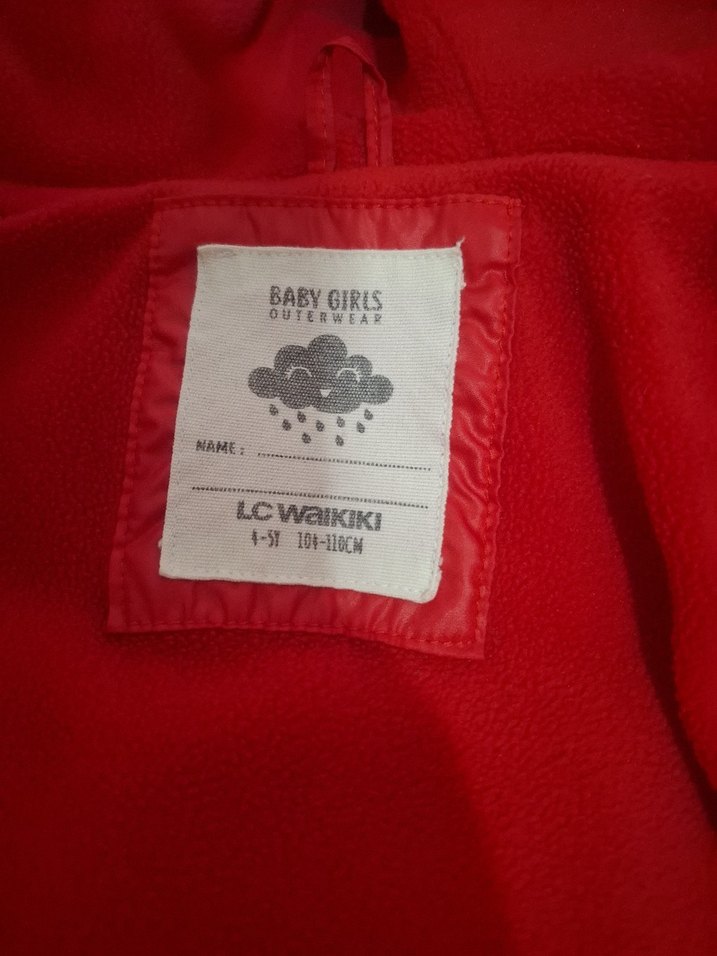 BABY GIRLS
OUTERWEAR
NAME:
LC WAIKIKI
4-5Y 104-110CM